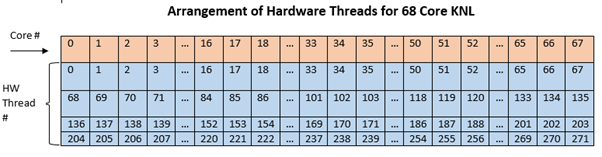 Arrangement of Hardware Threads for 68 Core KNL
Core # 0 1 2 3 ... 16 17 18 ... 33 34 35 ... 50 51 52 ... 65 66 67
HW Thread # 0 1 2 3 ... 16 17 18 ... 33 34 35 ... 50 51 52 ... 65 66 67
68 69 70 71 ... 84 85 86 ... 101 102 103 ... 118 119 120 ... 133 134 135
136 137 138 139 ... 152 153 154 ... 169 170 171 ... 186 187 188 ... 201 202 203
204 205 206 207 ... 220 221 222 ... 237 238 239 ... 254 255 256 ... 269 270 271